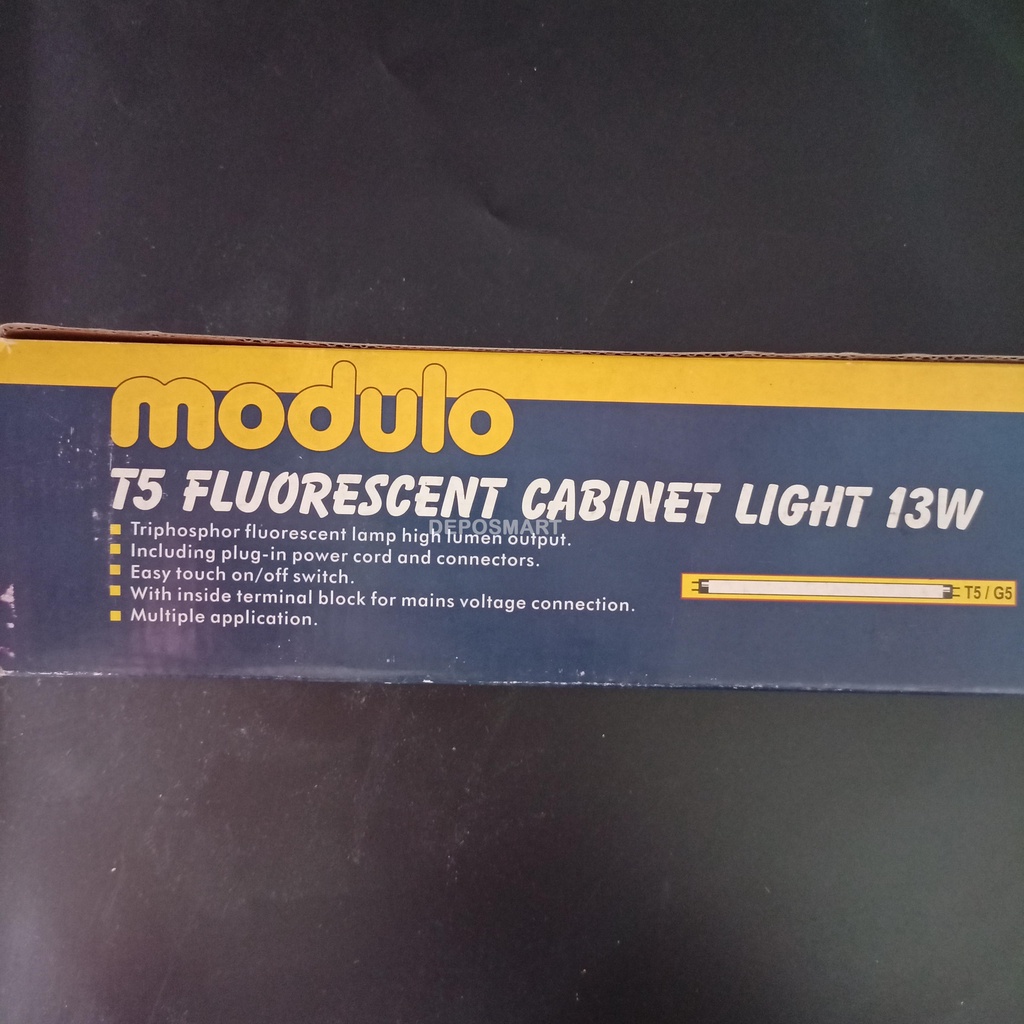 modulo
T5 FLUORESCENT CABINET LIGHT 13W
Triphosphor fluorescent lamp high lumen output.
DEPOSMART
Including plug-in power cord and connectors.
Easy touch on/off switch.
With inside terminal block for mains voltage connection.
T5 / G5
Multiple application.